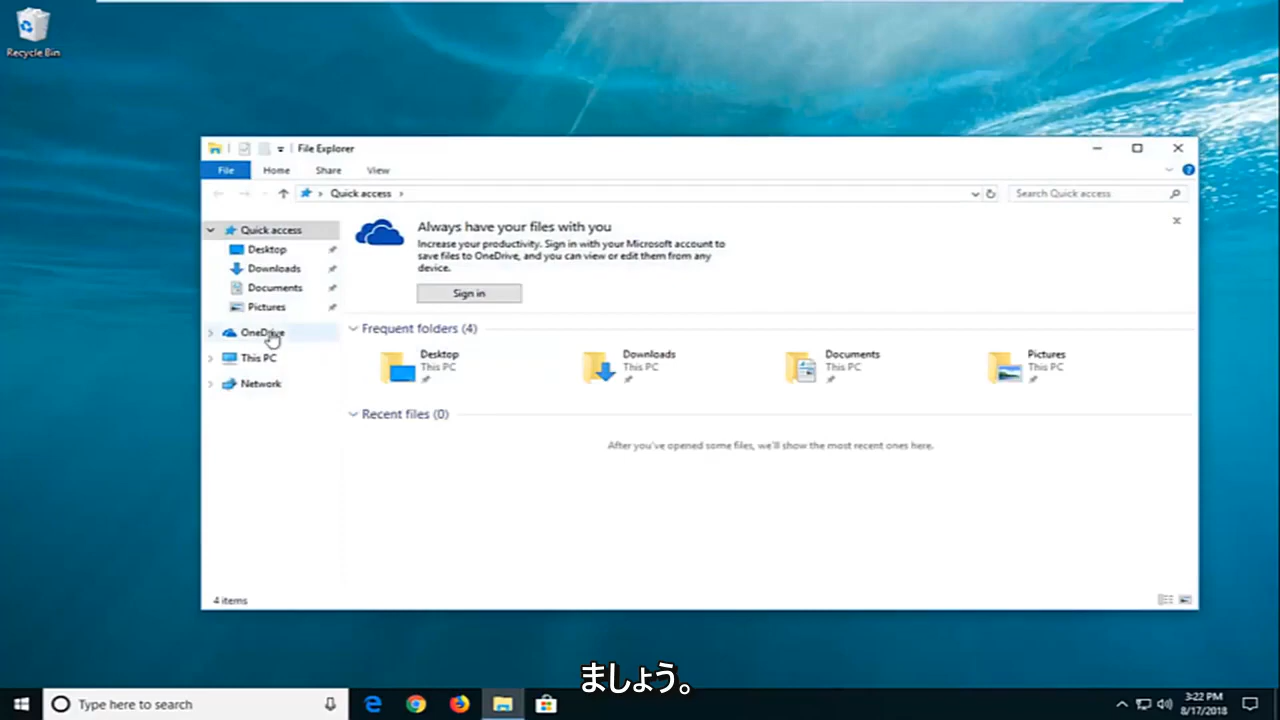 Recycle Bin
File Explorer
File Home Share View
Quick access
Search Quick access
Quick access
Desktop
Downloads
Documents
Pictures
OneDrive
This PC
Network
Always have your files with you
Increase your productivity. Sign in with your Microsoft account to
save files to OneDrive, and you can view or edit them from any
device.
Sign in
Frequent folders (4)
Desktop
This PC
Downloads
This PC
Documents
This PC
Pictures
This PC
Recent files (0)
After you've opened some files, we'll show the most recent ones here.
4 items
ましょう。
Type here to search
3:22 PM
8/17/2018